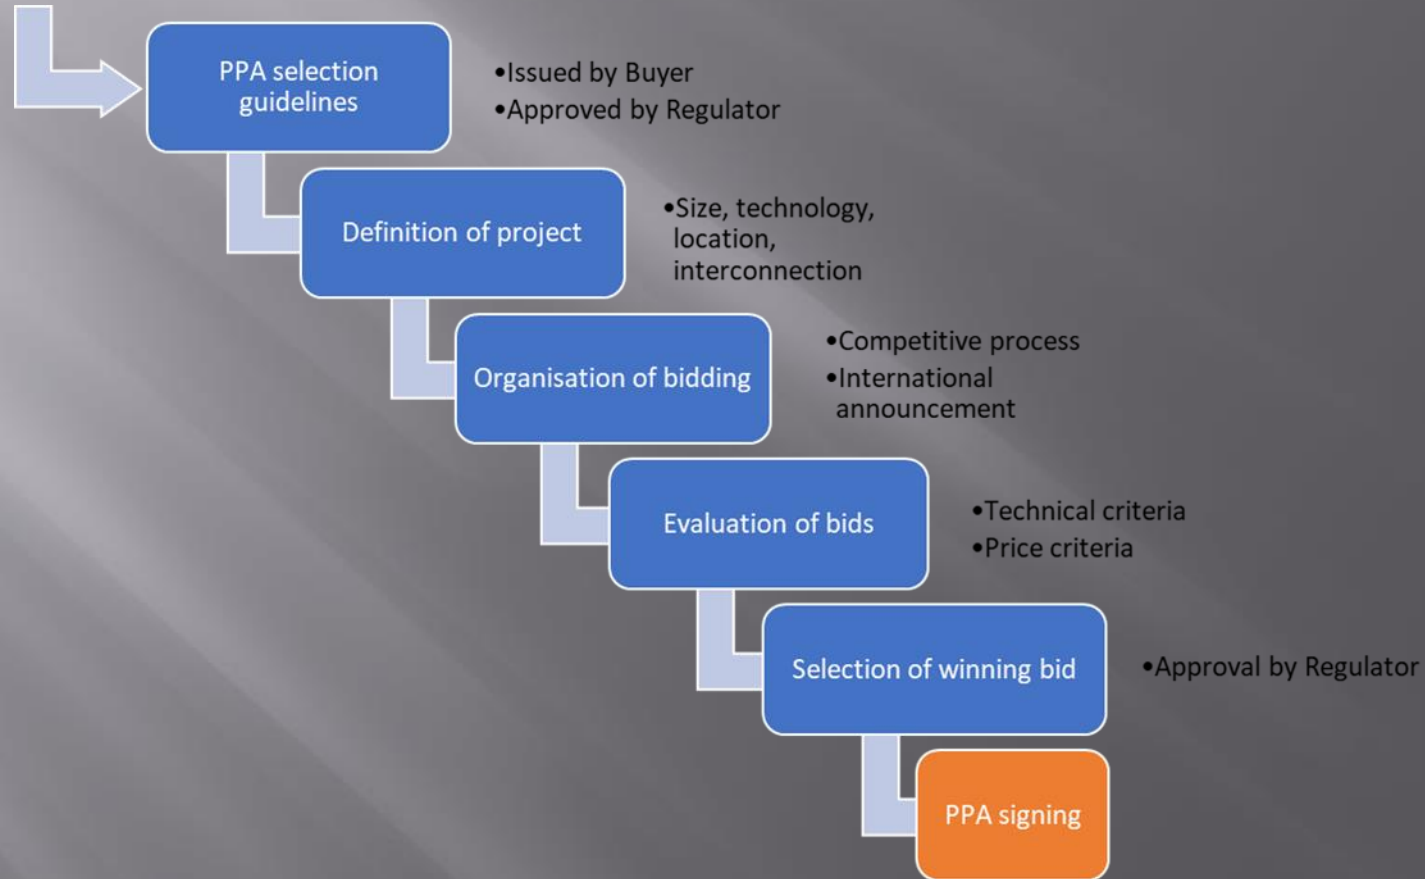 PPA selection
guidelines
•Issued by Buyer
•Approved by Regulator
Definition of project
•Size, technology,
location,
interconnection
Organisation of bidding
•Competitive process
•International
announcement
Evaluation of bids
•Technical criteria
•Price criteria
Selection of winning bid
•Approval by Regulator
PPA signing